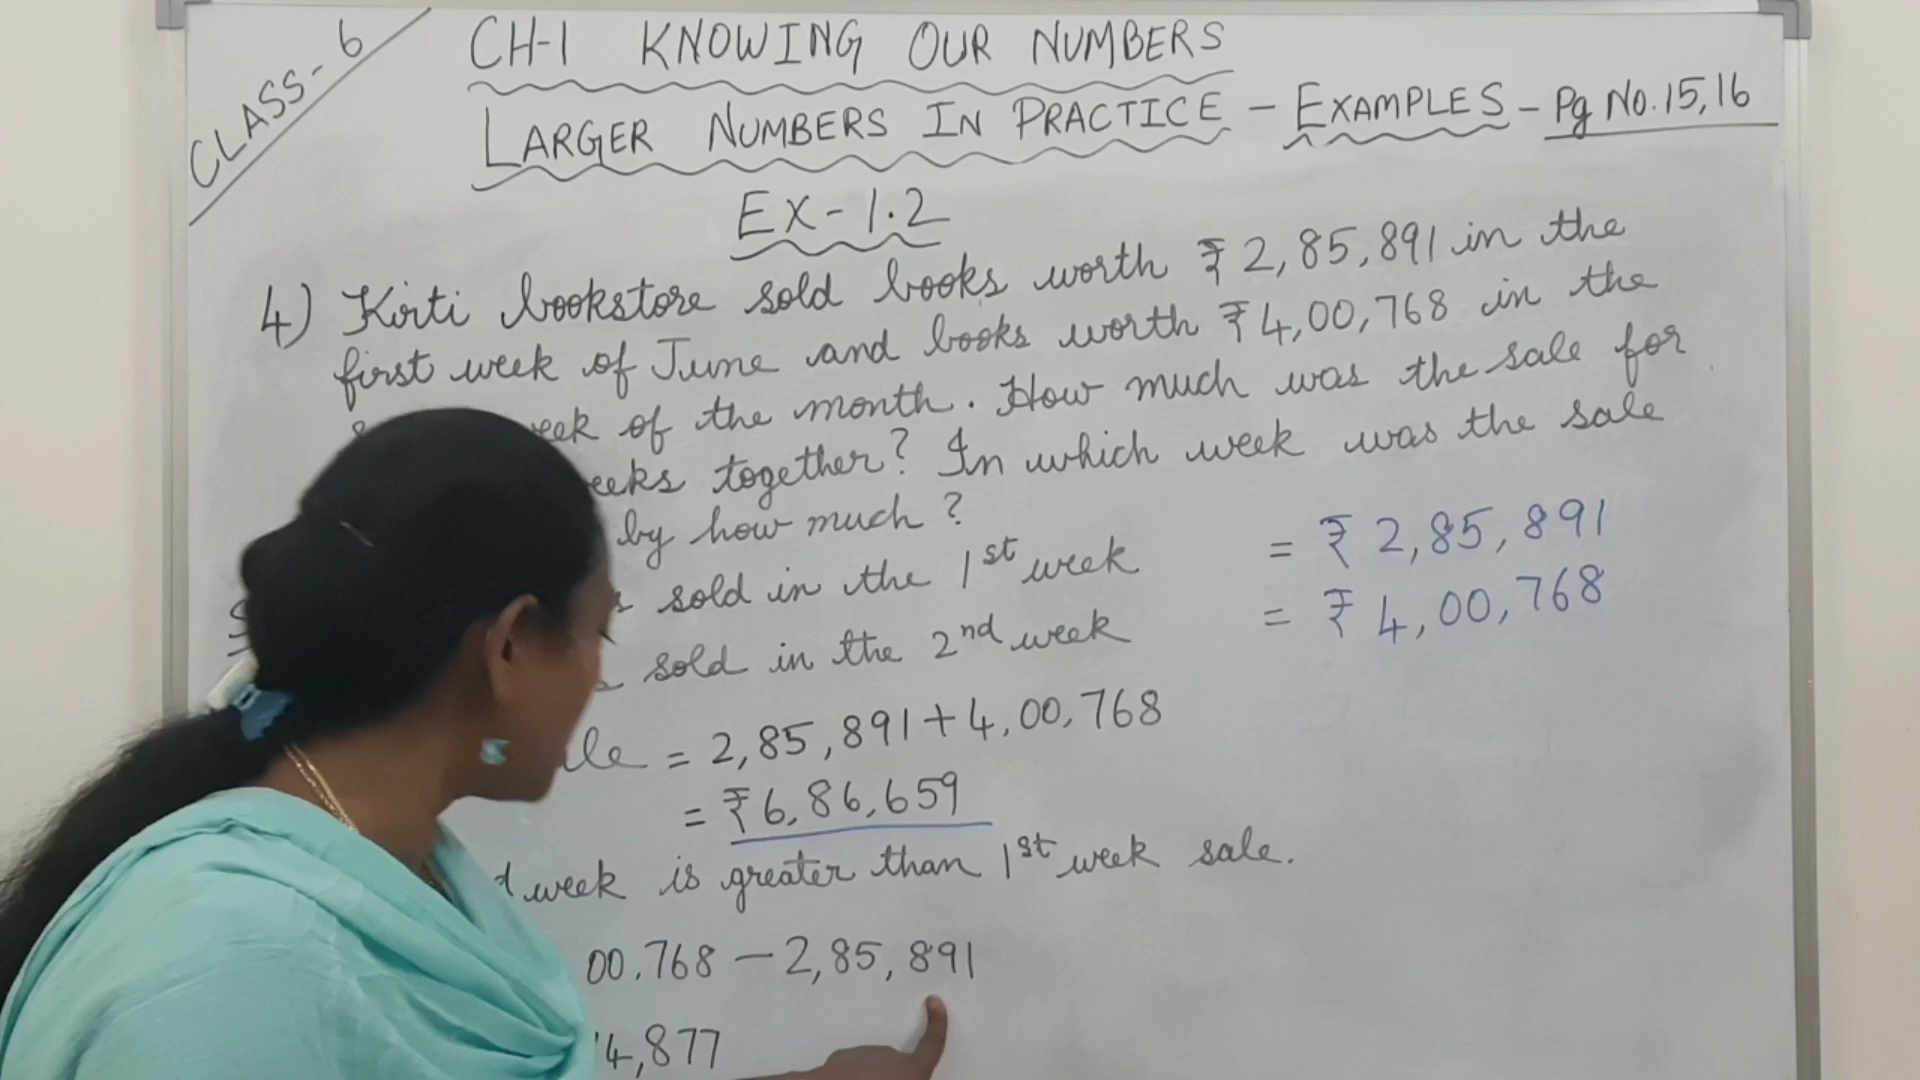 CLASS-6
CH-1 KNOWING OUR NUMBERS
LARGER NUMBERS IN PRACTICE - EXAMPLES - Pg No. 15,16
EX-1.2
4) Kirti bookstore sold books worth ₹ 2,85,891 in the
first week of June and books worth ₹ 4,00,768 in the
of the month. How much was the sale for
together? In which week was the sale
by how much?
sold in the 1st week = ₹ 2,85,891
sold in the 2nd week = ₹ 4,00,768
= 2,85,891 + 4,00,768
= ₹ 6,86,659
week is greater than 1st week sale.
00,768 - 2,85,891
4,877